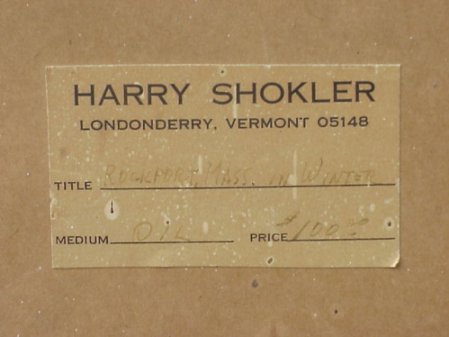 HARRY SHOKLER
LONDONDERRY, VERMONT 05148
TITLE ROCKPORT, MASS. IN WINTER
MEDIUM OIL PRICE $100.00